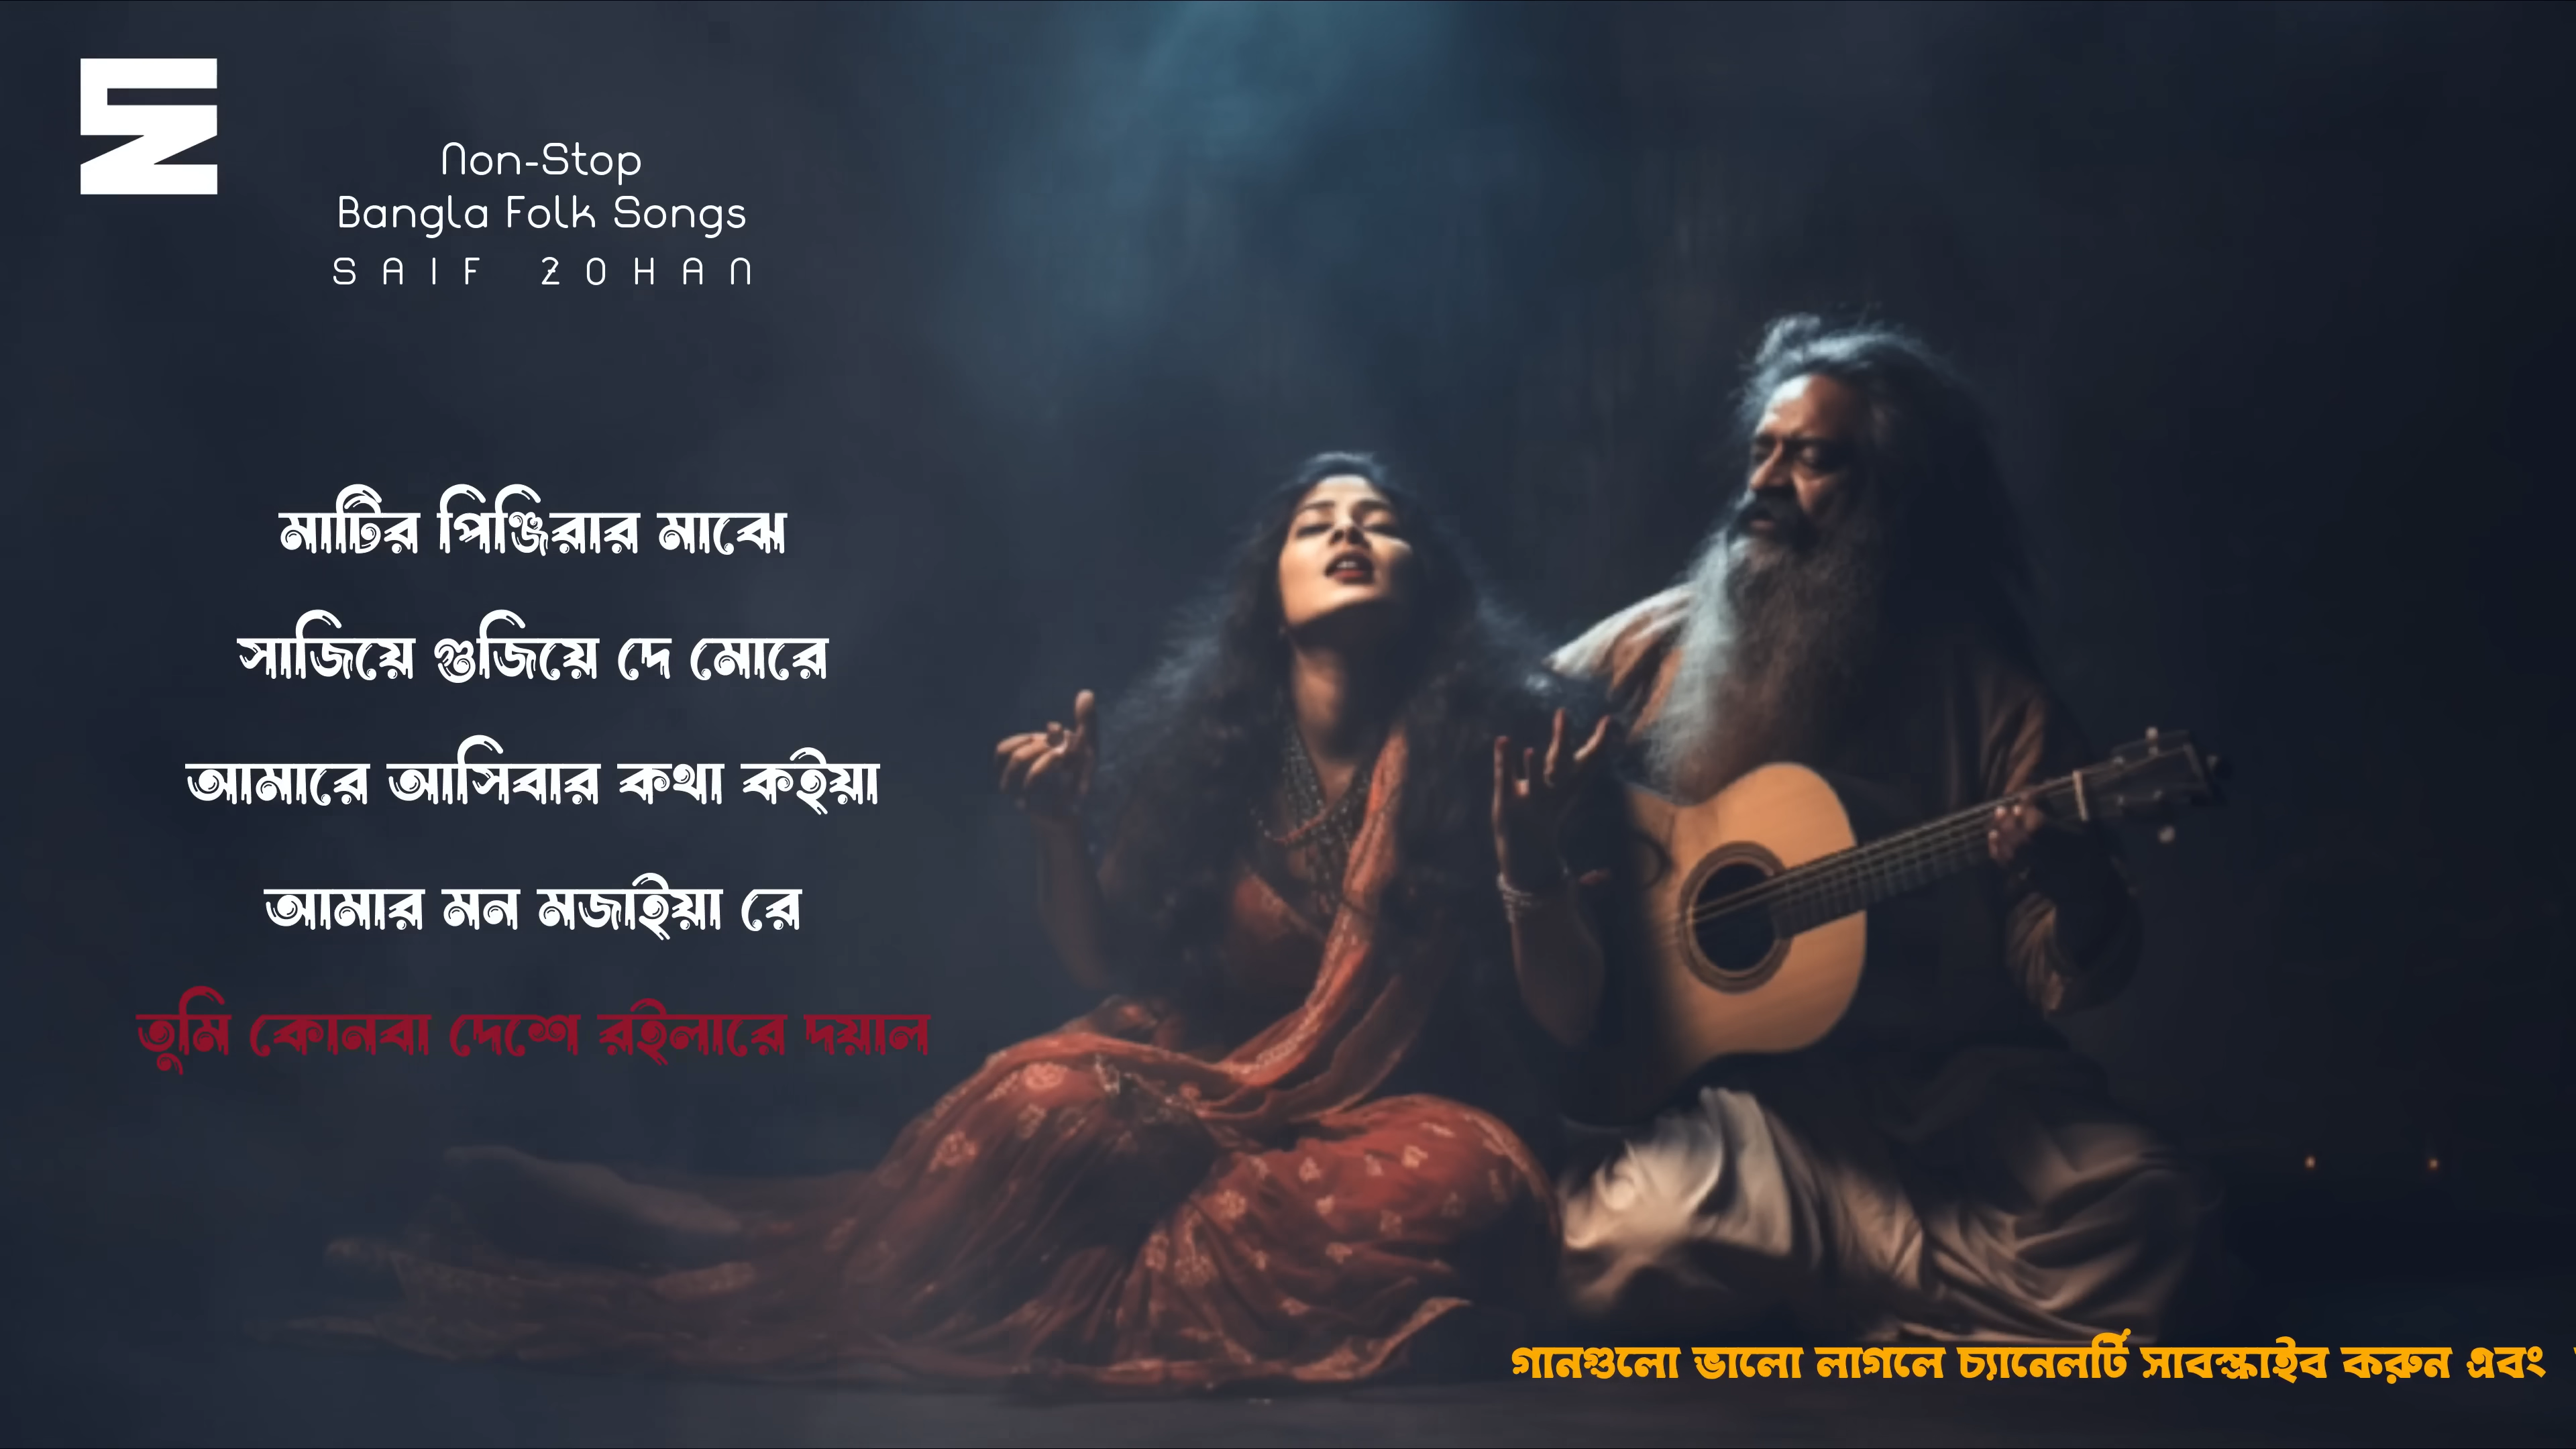 Non-Stop
Bangla Folk Songs
SAIF ZOHAN
মাটির পিঞ্জিরার মাঝে
সাজিয়ে গুজিয়ে দে মোরে
আমারে আসিবার কথা কইয়া
আমার মন মজাইয়া রে
তুমি কোনবা দেশে রইলারে দয়াল
গানগুলো ভালো লাগলে চ্যানেলটি সাবস্ক্রাইব করুন এবং